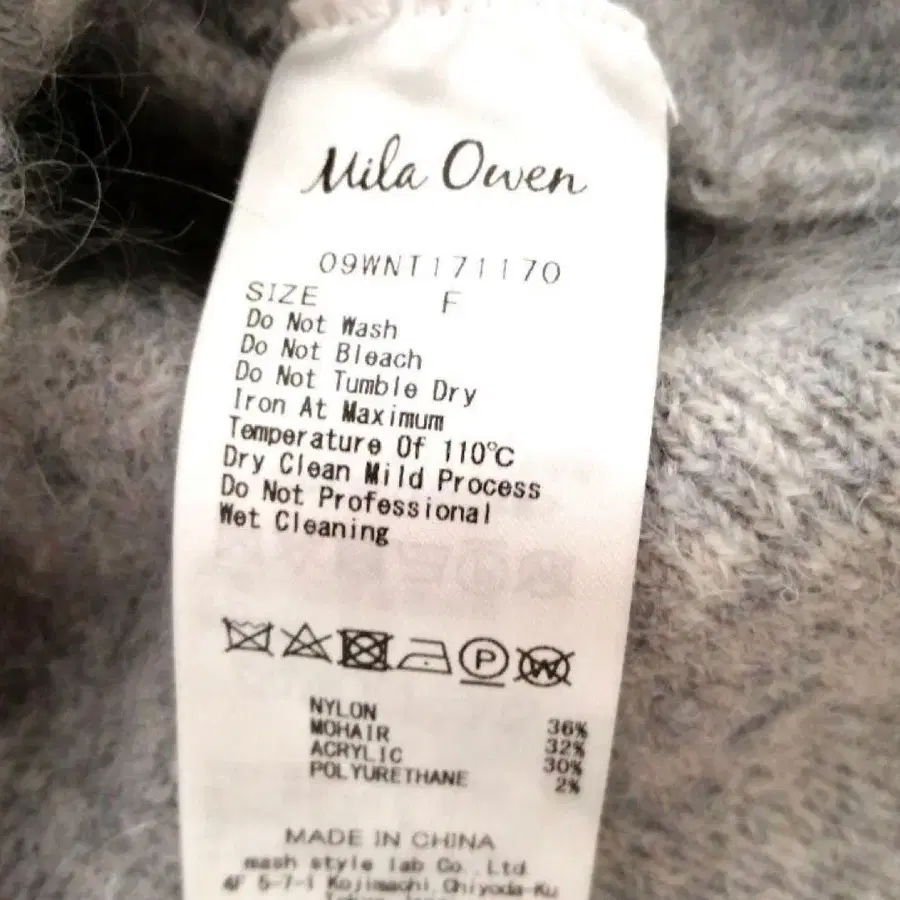 Mila Owen
09WNT171170
SIZE F
Do Not Wash
Do Not Bleach
Do Not Tumble Dry
Iron At Maximum
Temperature Of 110℃
Dry Clean Mild Process
Do Not Professional
Wet Cleaning
P W
NYLON 36%
MOHAIR 32%
ACRYLIC 30%
POLYURETHANE 2%
MADE IN CHINA
mash style lab Co., Ltd.
4F 5-7-1 Kojimachi, Chiyoda-Ku